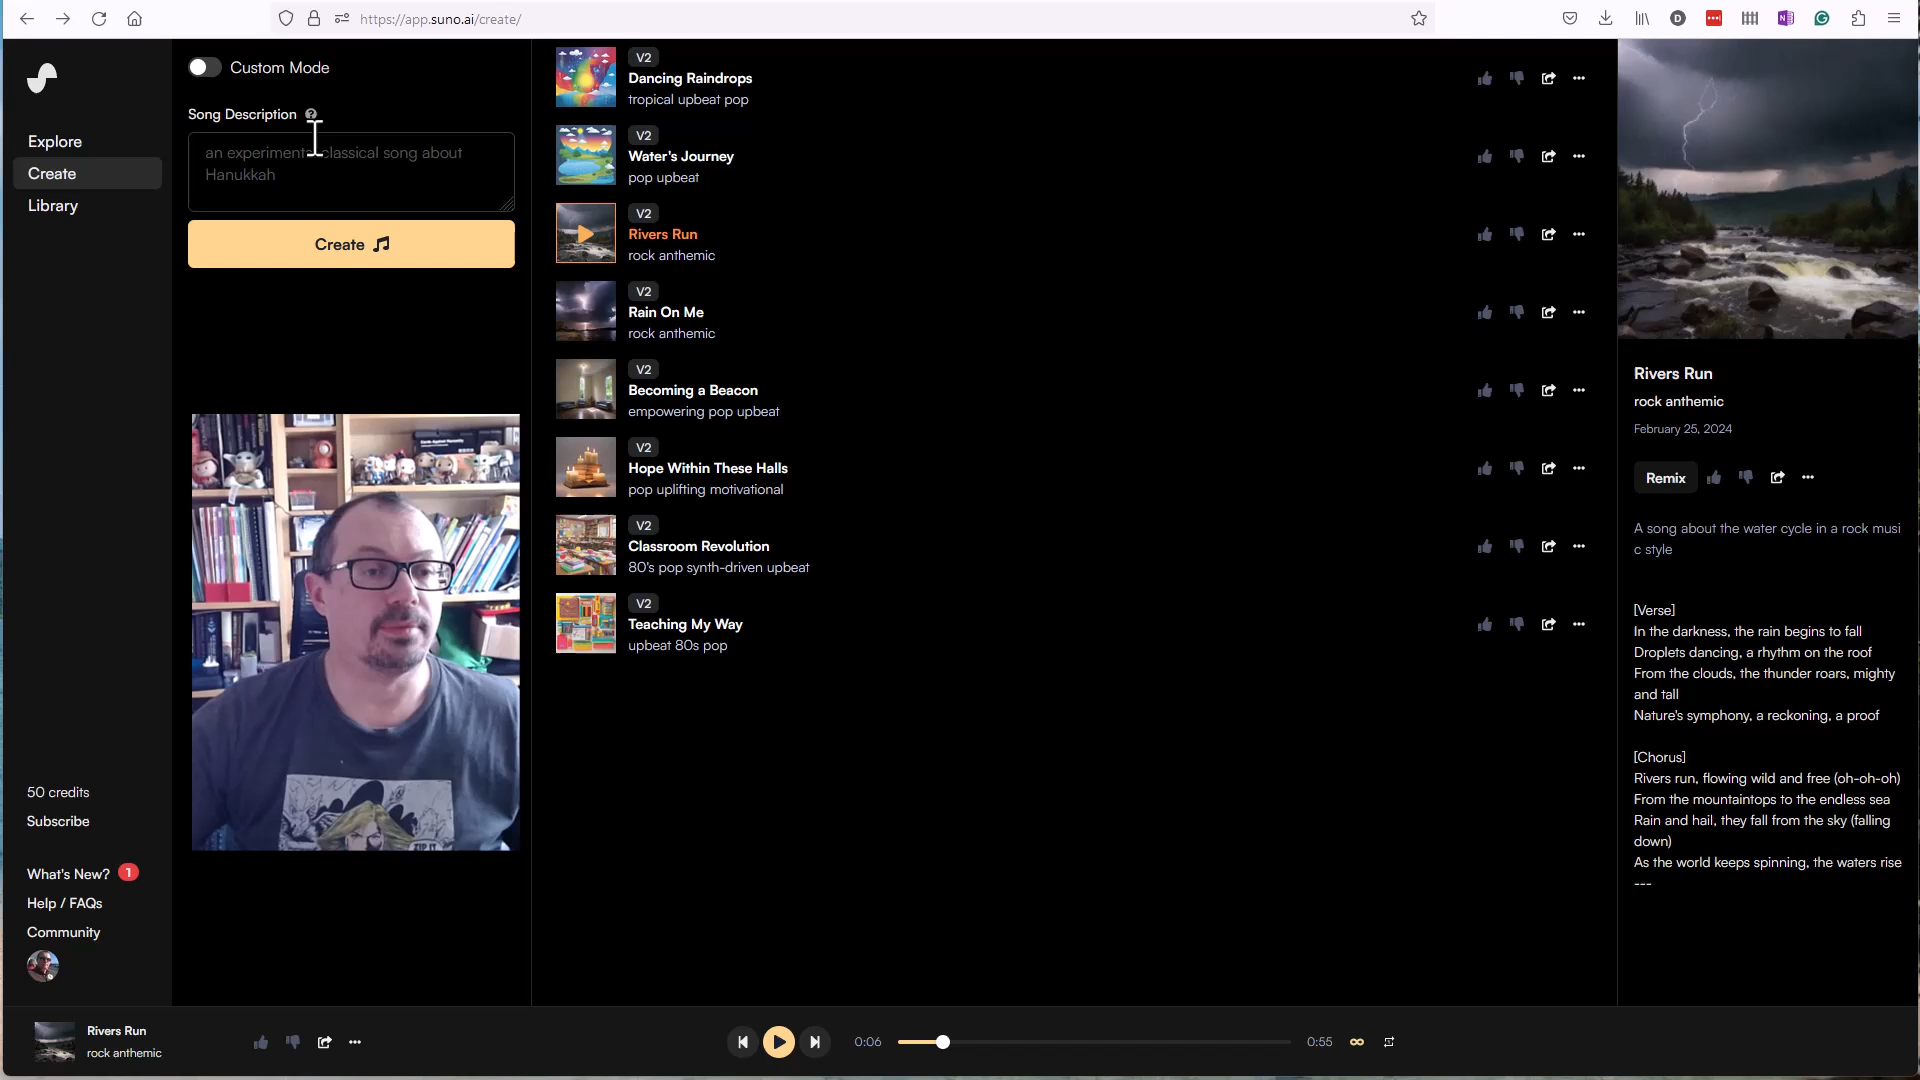 https://app.suno.ai/create/
Explore
Create
Library
50 credits
Subscribe
What's New? 1
Help / FAQs
Community
Custom Mode
Song Description
an experimental classical song about
Hanukkah
Create
V2
Dancing Raindrops
tropical upbeat pop
V2
Water's Journey
pop upbeat
V2
Rivers Run
rock anthemic
V2
Rain On Me
rock anthemic
V2
Becoming a Beacon
empowering pop upbeat
V2
Hope Within These Halls
pop uplifting motivational
V2
Classroom Revolution
80's pop synth-driven upbeat
V2
Teaching My Way
upbeat 80s pop
Rivers Run
rock anthemic
February 25, 2024
Remix
A song about the water cycle in a rock musi
c style
[Verse]
In the darkness, the rain begins to fall
Droplets dancing, a rhythm on the roof
From the clouds, the thunder roars, mighty
and tall
Nature's symphony, a reckoning, a proof
[Chorus]
Rivers run, flowing wild and free (oh-oh-oh)
From the mountaintops to the endless sea
Rain and hail, they fall from the sky (falling
down)
As the world keeps spinning, the waters rise
---
Rivers Run
rock anthemic
0:06
0:55